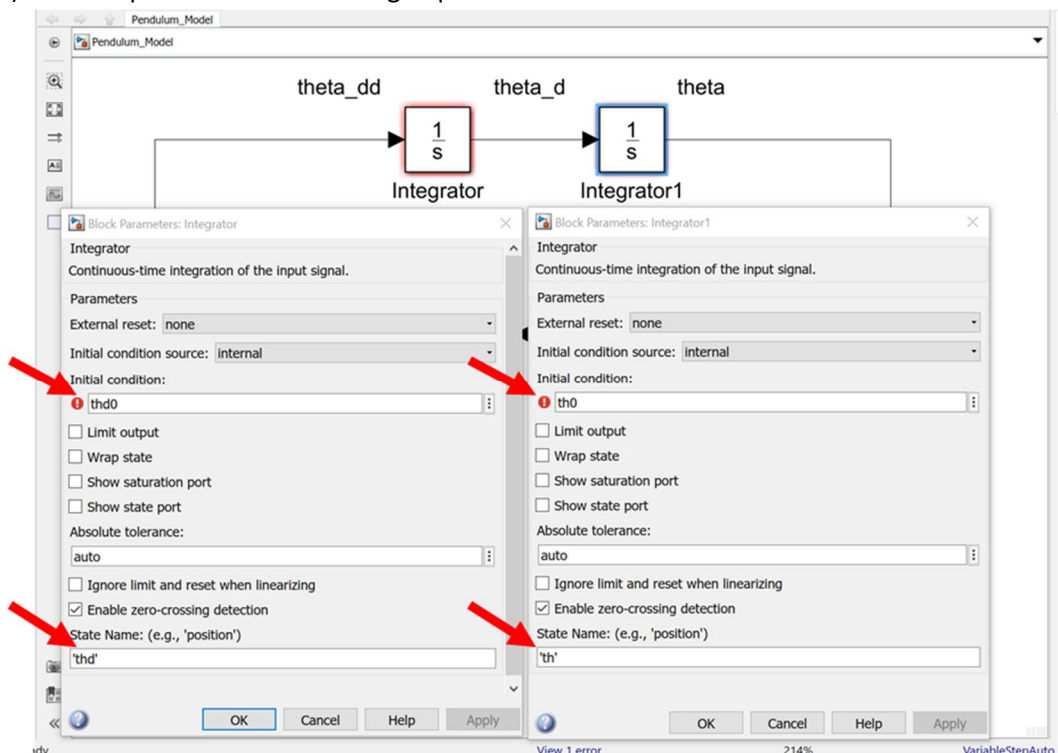 Pendulum_Model
Pendulum_Model
theta_dd theta_d theta
1
s
1
s
Integrator Integrator1
Block Parameters: Integrator
Integrator
Continuous-time integration of the input signal.
Parameters
External reset: none
Initial condition source: internal
Initial condition:
thd0
Limit output
Wrap state
Show saturation port
Show state port
Absolute tolerance:
auto
Ignore limit and reset when linearizing
Enable zero-crossing detection
State Name: (e.g., 'position')
'thd'
OK Cancel Help Apply
Block Parameters: Integrator1
Integrator
Continuous-time integration of the input signal.
Parameters
External reset: none
Initial condition source: internal
Initial condition:
th0
Limit output
Wrap state
Show saturation port
Show state port
Absolute tolerance:
auto
Ignore limit and reset when linearizing
Enable zero-crossing detection
State Name: (e.g., 'position')
'th'
OK Cancel Help Apply
View 1 error 214% VariableStepAuto